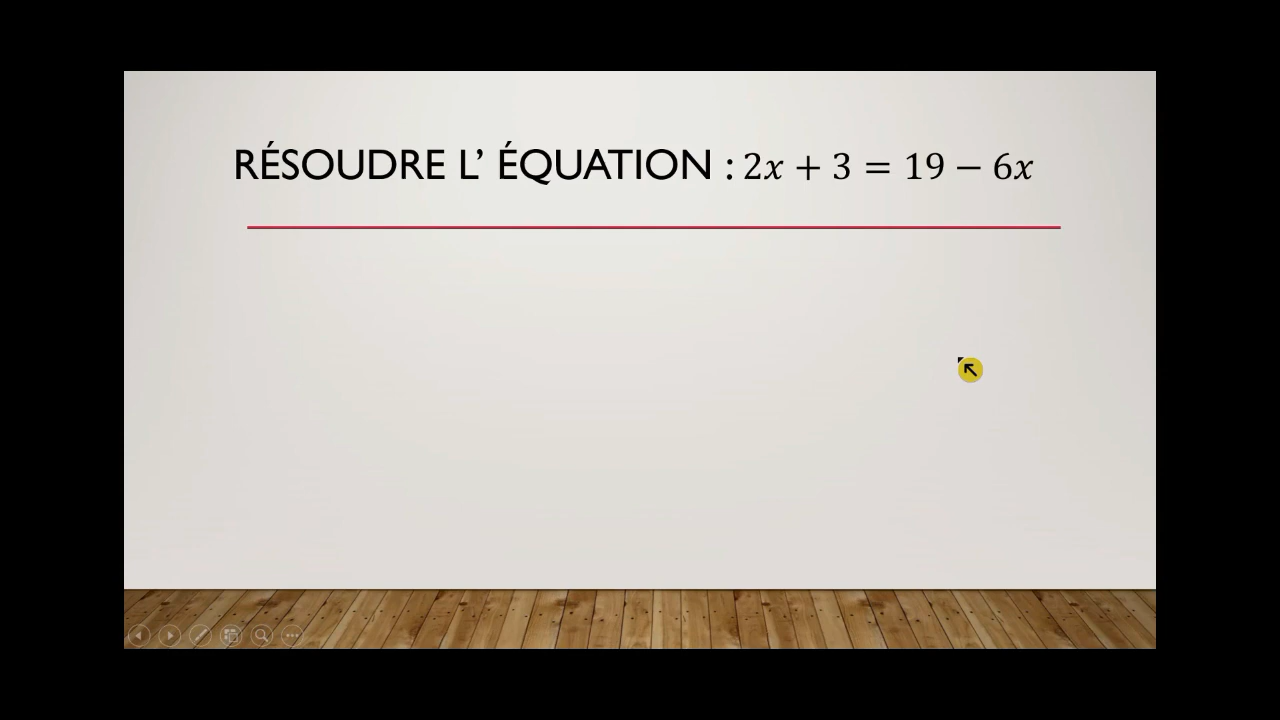 RÉSOUDRE L’ ÉQUATION : 2x + 3 = 19 − 6x